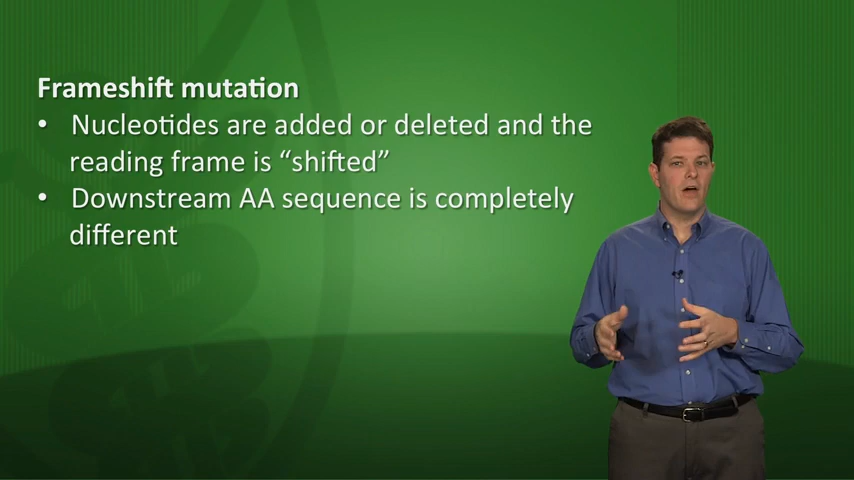 Frameshift mutation
• Nucleotides are added or deleted and the
reading frame is “shifted”
• Downstream AA sequence is completely
different